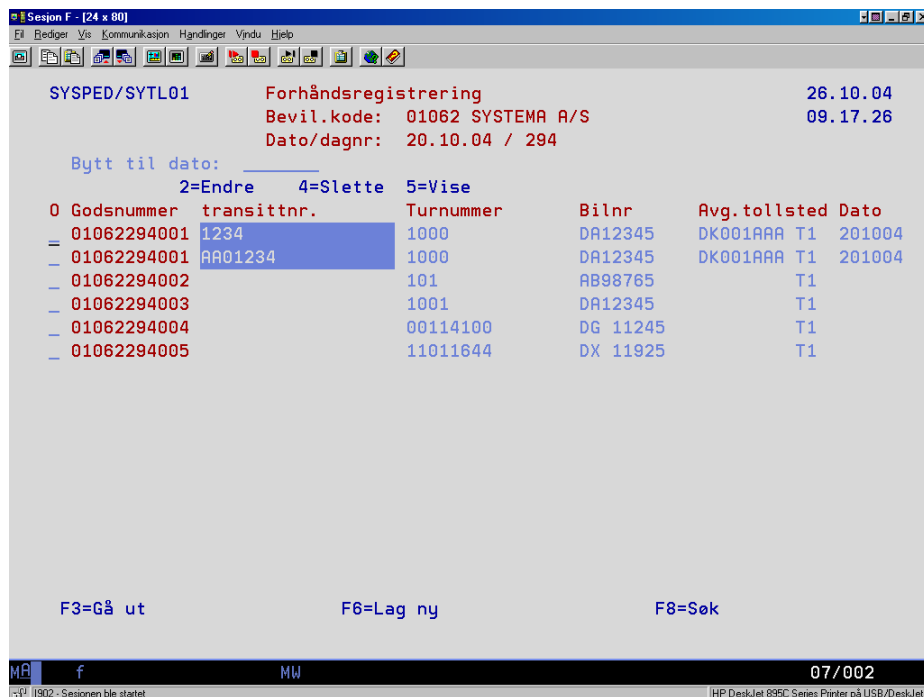 Sesjon F - [24 x 80]
Fil Rediger Vis Kommunikasjon Handlinger Vindu Hjelp
SYSPED/SYTL01 Forhåndsregistrering 26.10.04
Bevil.kode: 01062 SYSTEMA A/S 09.17.26
Dato/dagnr: 20.10.04 / 294
Bytt til dato:
2=Endre 4=Slette 5=Vise
O Godsnummer transittnr. Turnummer Bilnr Avg.tollsted Dato
_ 01062294001 1234 1000 DA12345 DK001AAA T1 201004
_ 01062294001 AA01234 1000 DA12345 DK001AAA T1 201004
_ 01062294002 101 AB98765 T1
_ 01062294003 1001 DA12345 T1
_ 01062294004 00114100 DG 11245 T1
_ 01062294005 11011644 DX 11925 T1
F3=Gå ut F6=Lag ny F8=Søk
MA f MW 07/002
I902 - Sesjonen ble startet HP DeskJet 895C Series Printer på USB/DeskJet